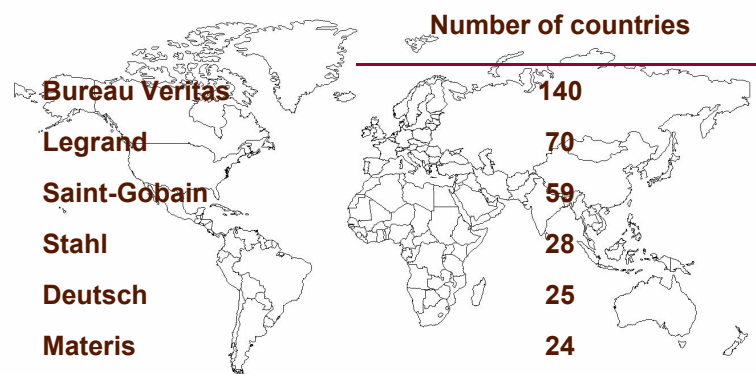 Number of countries
Bureau Veritas 140
Legrand 70
Saint-Gobain 59
Stahl 28
Deutsch 25
Materis 24